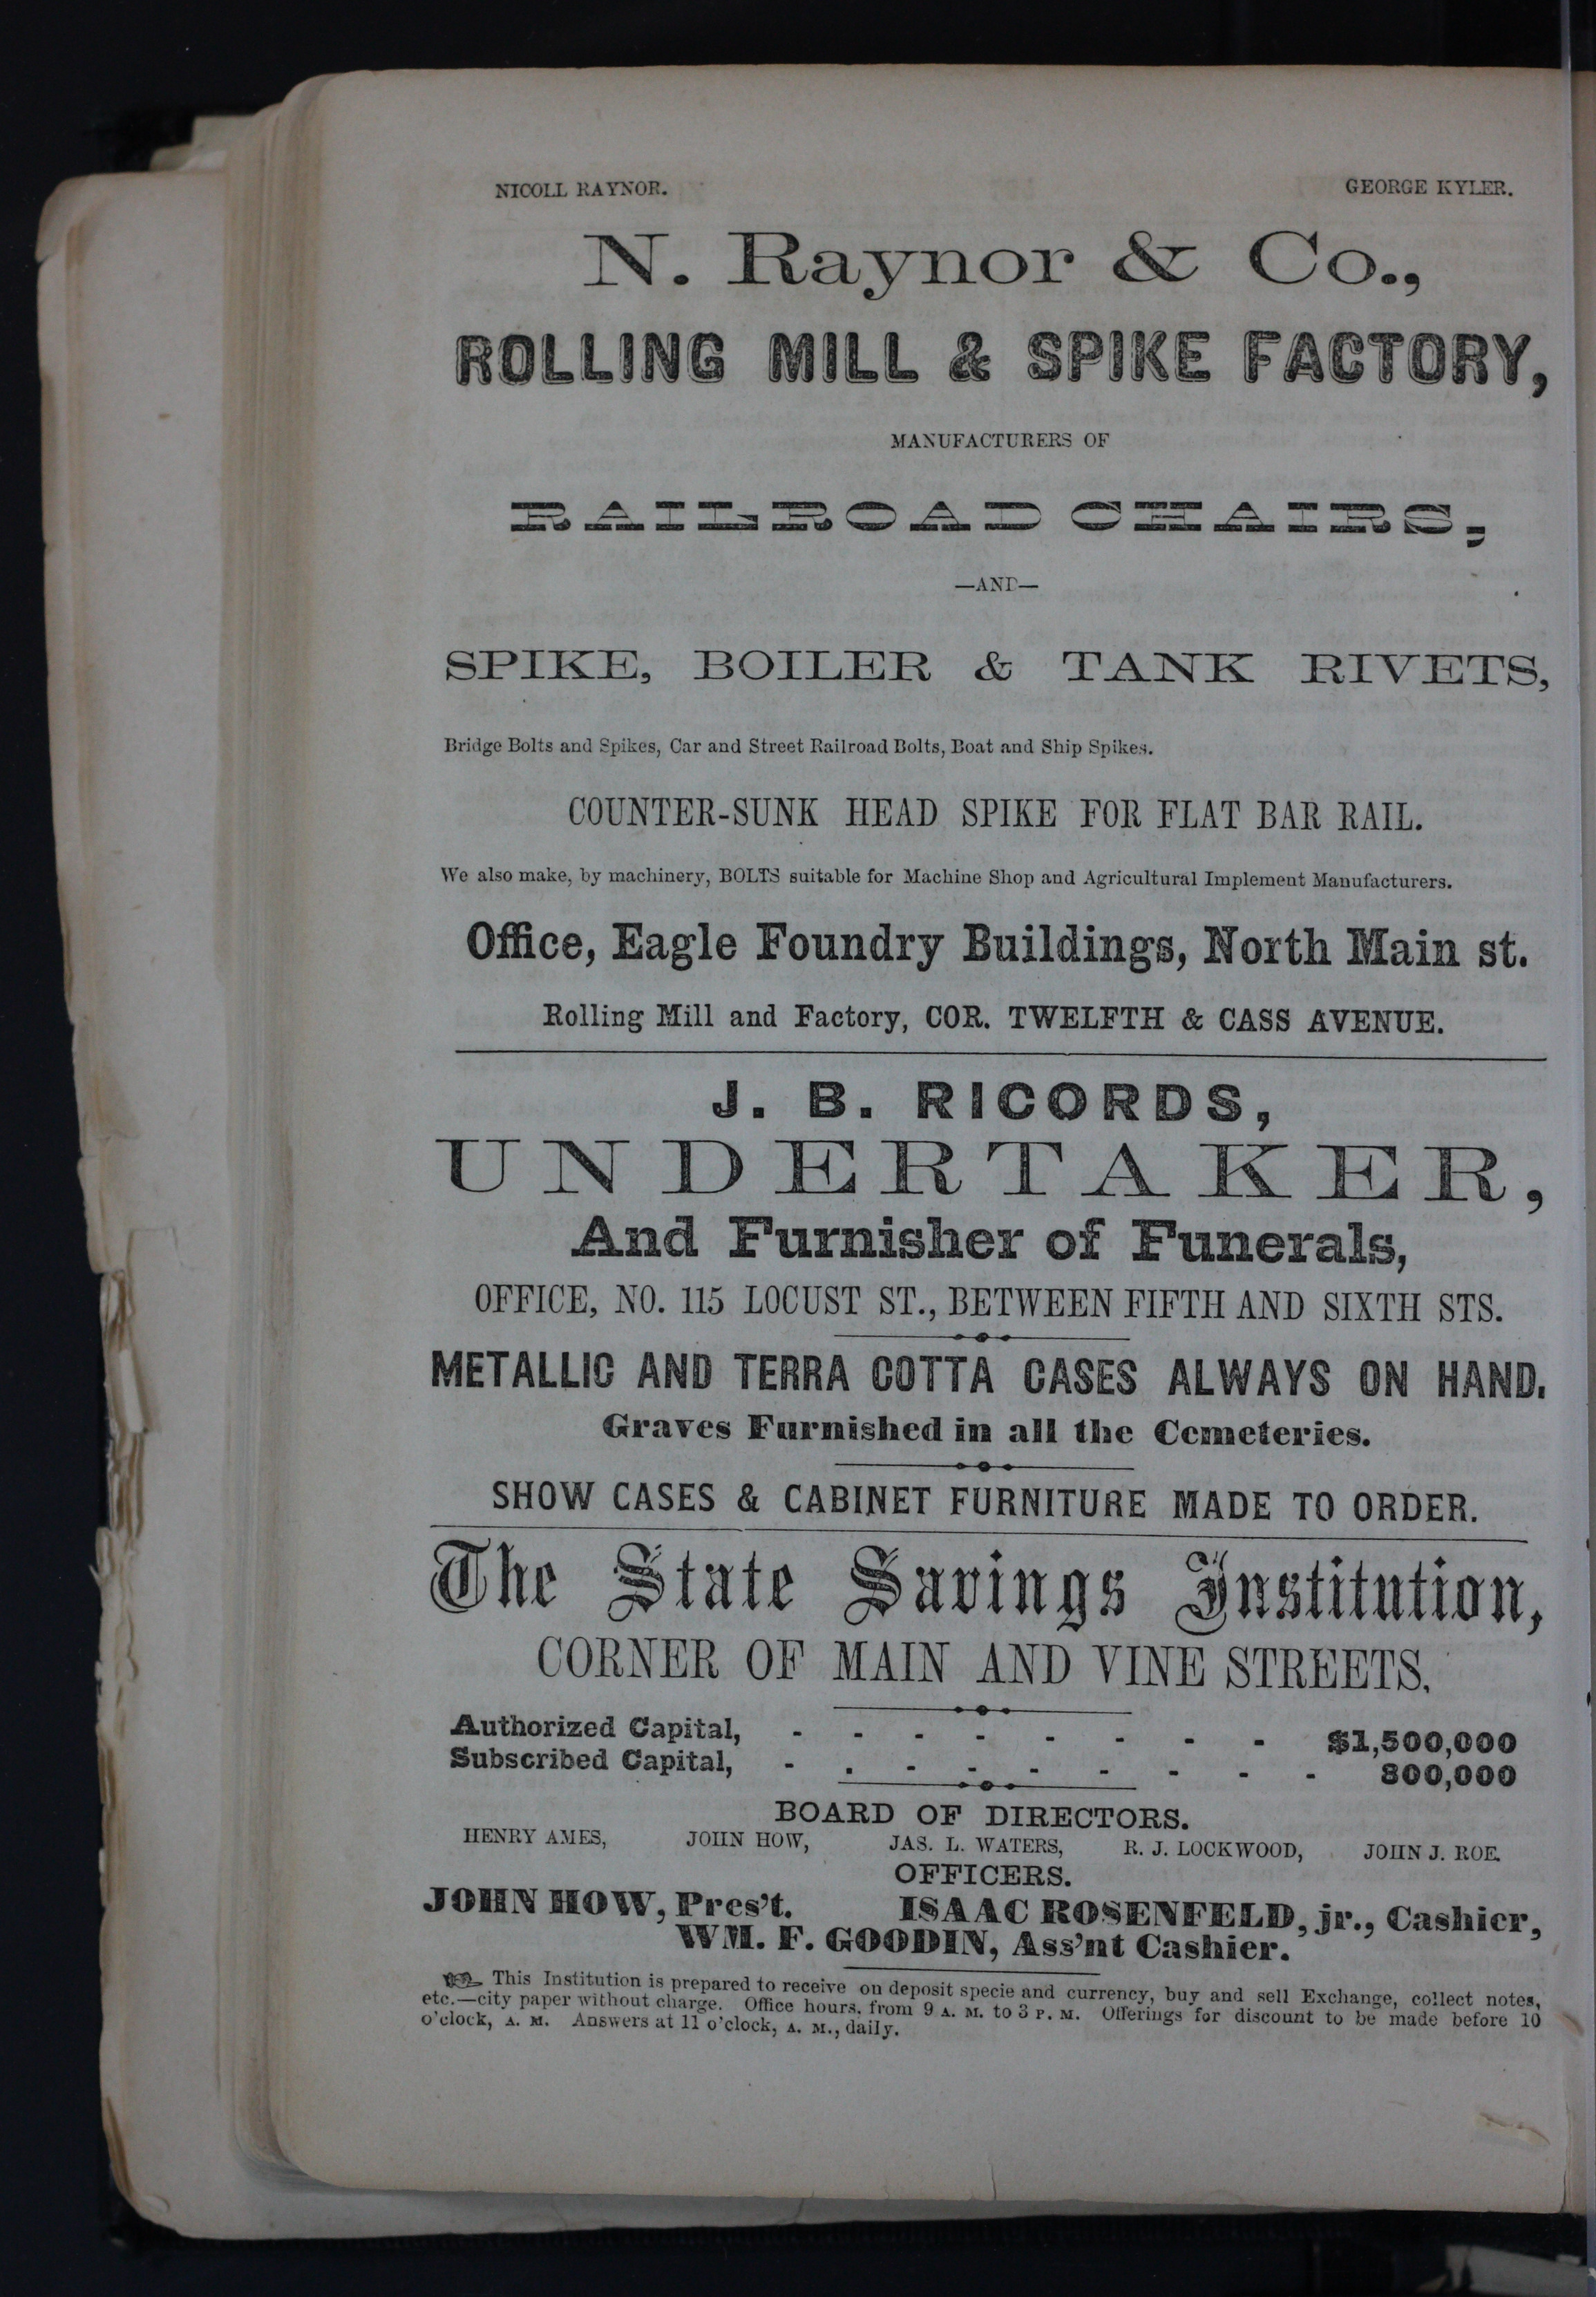 NICOLL RAYNOR. GEORGE KYLER.
N. Raynor & Co.,
ROLLING MILL & SPIKE FACTORY,
MANUFACTURERS OF
RAILROAD CHAIRS,
—AND—
SPIKE, BOILER & TANK RIVETS,
Bridge Bolts and Spikes, Car and Street Railroad Bolts, Boat and Ship Spikes.
COUNTER-SUNK HEAD SPIKE FOR FLAT BAR RAIL.
We also make, by machinery, BOLTS suitable for Machine Shop and Agricultural Implement Manufacturers.
Office, Eagle Foundry Buildings, North Main st.
Rolling Mill and Factory, COR. TWELFTH & CASS AVENUE.
J. B. RICORDS,
UNDERTAKER,
And Furnisher of Funerals,
OFFICE, NO. 115 LOCUST ST., BETWEEN FIFTH AND SIXTH STS.
METALLIC AND TERRA COTTA CASES ALWAYS ON HAND.
Graves Furnished in all the Cemeteries.
SHOW CASES & CABINET FURNITURE MADE TO ORDER.
The State Savings Institution,
CORNER OF MAIN AND VINE STREETS.
Authorized Capital, - - - - - - - - $1,500,000
Subscribed Capital, - - - - - - - - - 800,000
BOARD OF DIRECTORS.
HENRY AMES, JOHN HOW, JAS. L. WATERS, R. J. LOCKWOOD, JOHN J. ROE.
OFFICERS.
JOHN HOW, Pres't. ISAAC ROSENFELD, jr., Cashier,
WM. F. GOODIN, Ass'nt Cashier.
☞ This Institution is prepared to receive on deposit specie and currency, buy and sell Exchange, collect notes,
etc.—city paper without charge. Office hours, from 9 A. M. to 3 P. M. Offerings for discount to be made before 10
o'clock, A. M. Answers at 11 o'clock, A. M., daily.